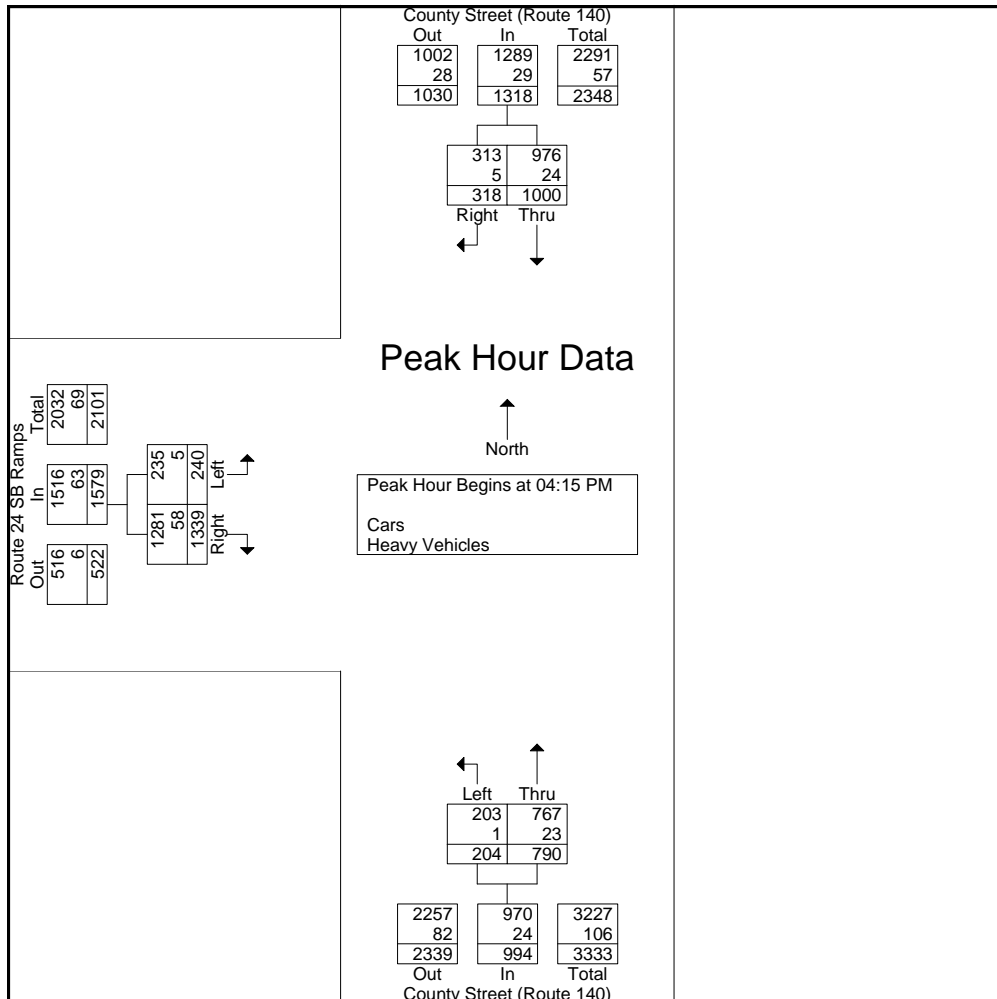 County Street (Route 140)
Out In Total
1002 1289 2291
28 29 57
1030 1318 2348
313 976
5 24
318 1000
Right Thru
Peak Hour Data
North
Peak Hour Begins at 04:15 PM
Cars
Heavy Vehicles
Route 24 SB Ramps
Out In Total
516 1516 2032
6 63 69
522 1579 2101
1281 235
58 5
1339 240
Right Left
Left Thru
203 767
1 23
204 790
2257 970 3227
82 24 106
2339 994 3333
Out In Total
County Street (Route 140)